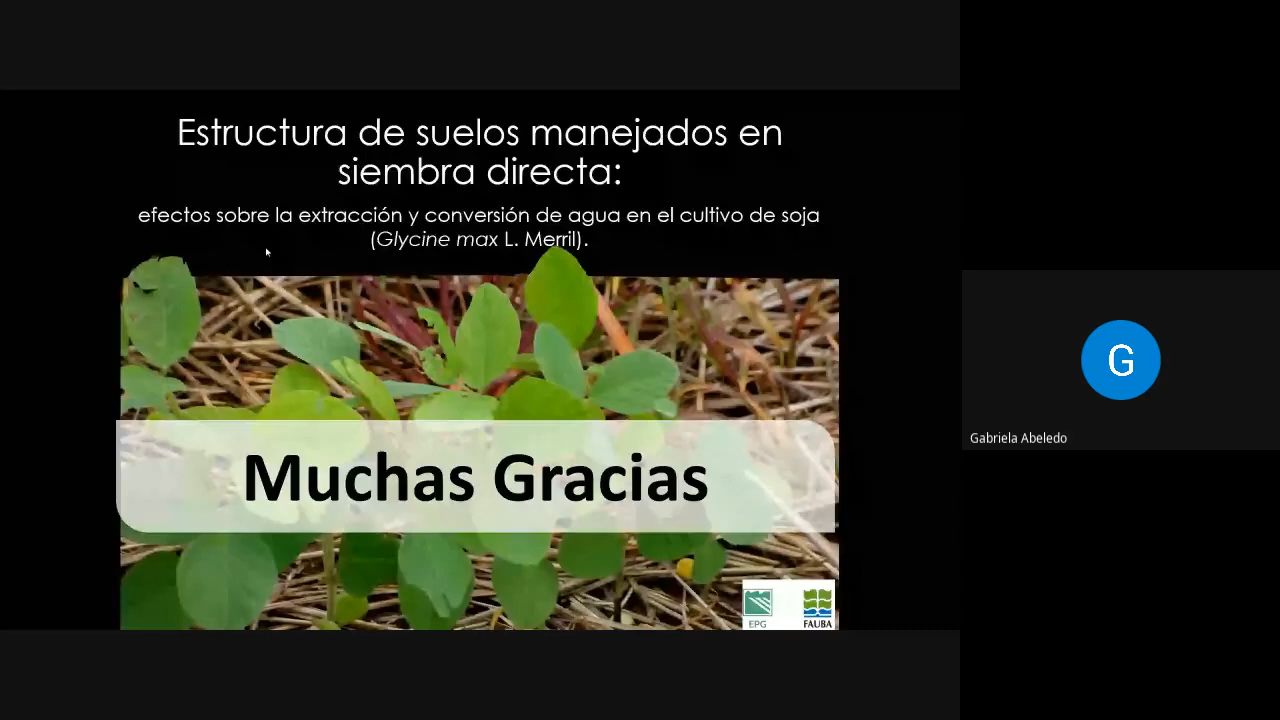 Estructura de suelos manejados en
siembra directa:
efectos sobre la extracción y conversión de agua en el cultivo de soja
(Glycine max L. Merril).
Muchas Gracias
EPG
FAUBA
G
Gabriela Abeledo